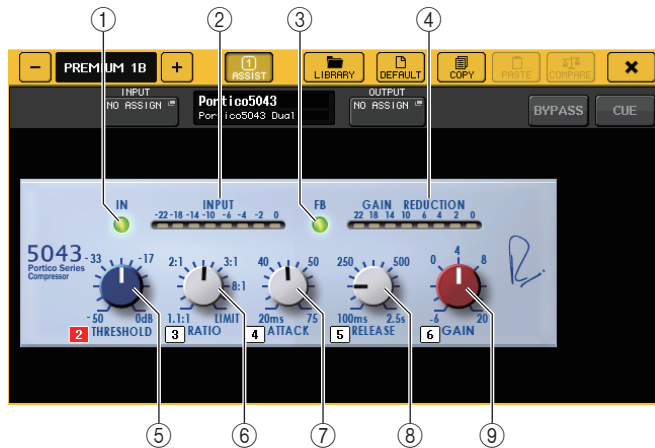 ① ② ③ ④
− PREMIUM 1B + 1 ASSIST LIBRARY DEFAULT COPY PASTE COMPARE ×
INPUT
NO ASSIGN
Portico5043
Portico5043 Dual
OUTPUT
NO ASSIGN
BYPASS CUE
IN INPUT FB GAIN REDUCTION
-22 -18 -14 -10 -6 -4 -2 0
22 18 14 10 6 4 2 0
5043
Portico Series
Compressor
-33 -17
-50 0dB
2 THRESHOLD
2:1 3:1
8:1
1.1:1 LIMIT
3 RATIO
40 50
20ms 75
4 ATTACK
250 500
100ms 2.5s
5 RELEASE
0 4 8
-6 20
6 GAIN
⑤ ⑥ ⑦ ⑧ ⑨